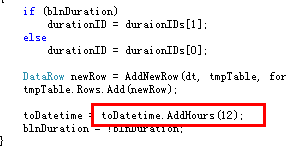 if (blnDuration)
durationID = duraionIDs[1];
else
durationID = duraionIDs[0];
DataRow newRow = AddNewRow(dt, tmpTable, for
tmpTable.Rows.Add(newRow);
toDatetime = toDatetime.AddHours(12);
blnDuration = !blnDuration;
}